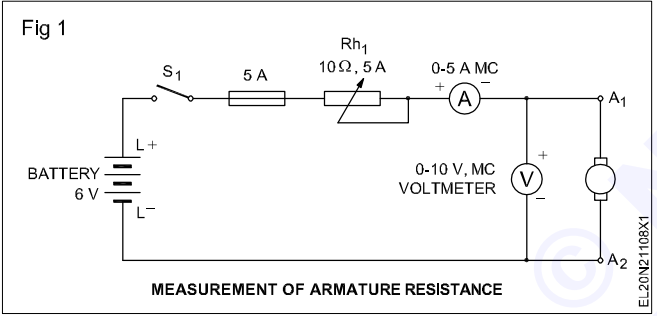 Fig 1
S1
5 A
Rh1
10 Ω, 5 A
0-5 A MC
+
−
A
A1
L +
BATTERY
6 V
L−
0-10 V, MC
VOLTMETER
+
V
−
A2
EL20N21108X1
©
MEASUREMENT OF ARMATURE RESISTANCE